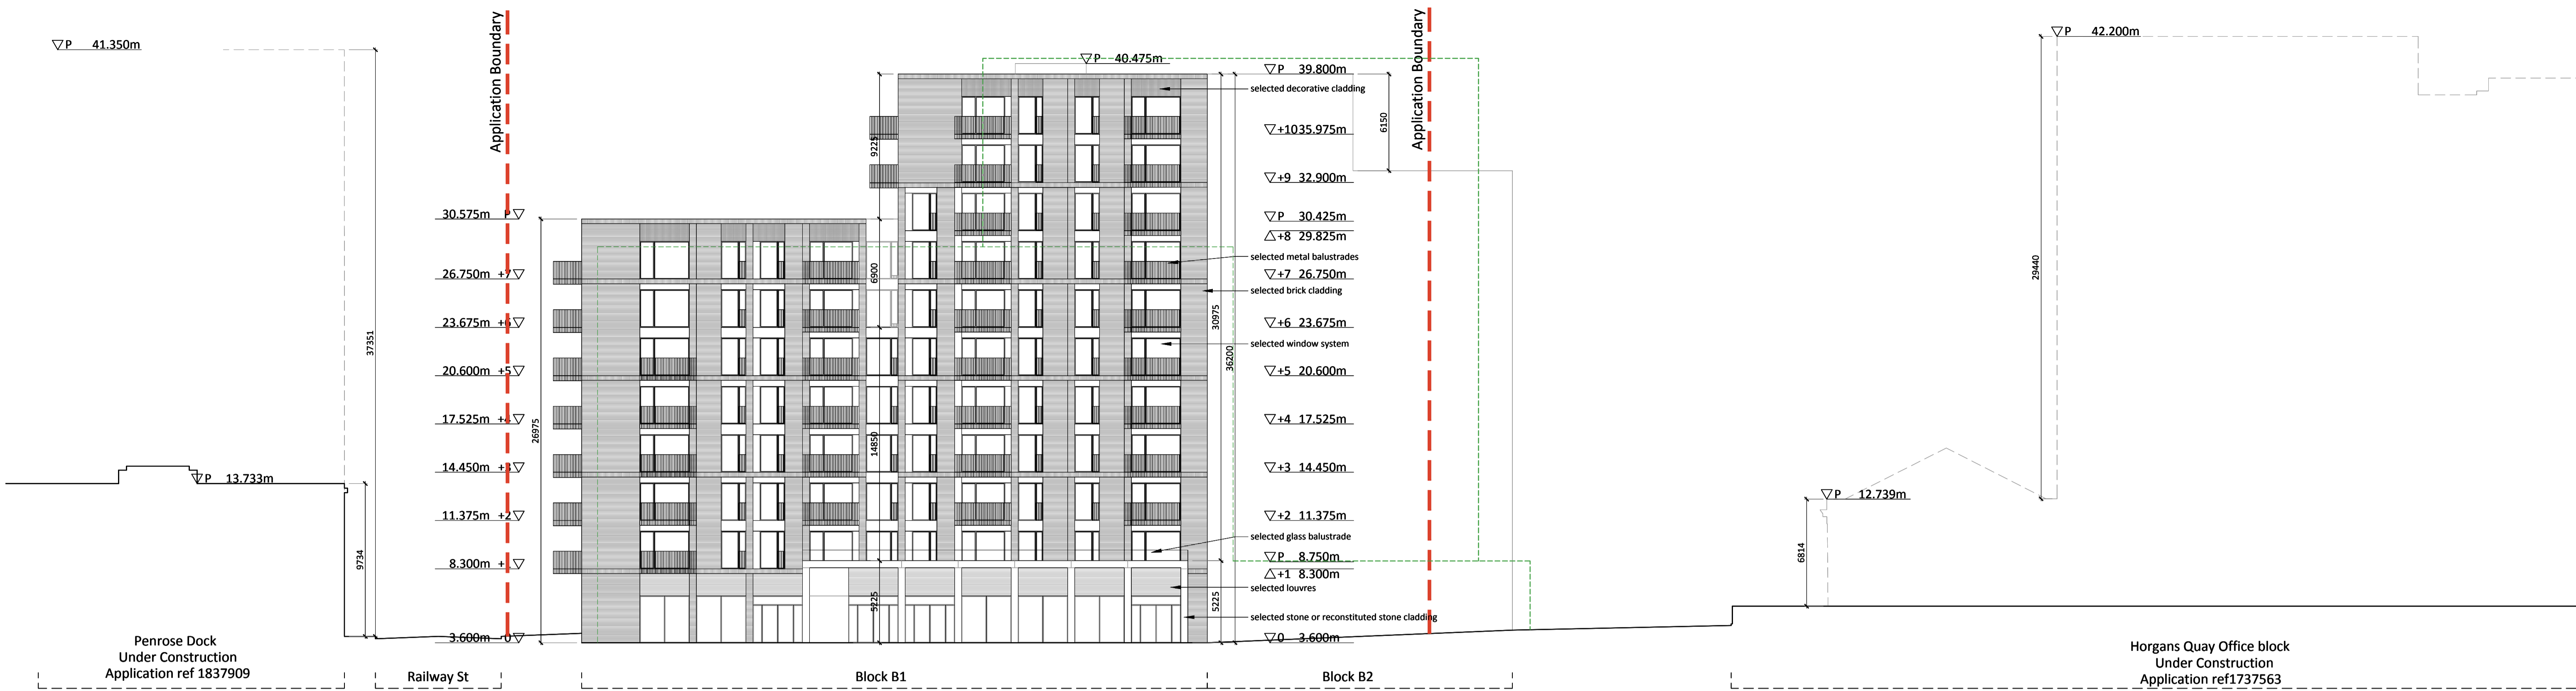 P 41.350m
37351
Application Boundary
30.575m P
26.750m +7
23.675m +6
20.600m +5
17.525m +4
14.450m +3
11.375m +2
8.300m +1
3.600m 0
P 13.733m
9734
26975
9225
6900
14850
5225
P 40.475m
P 39.800m
selected decorative cladding
+1035.975m
+9 32.900m
P 30.425m
+8 29.825m
selected metal balustrades
+7 26.750m
selected brick cladding
+6 23.675m
selected window system
+5 20.600m
+4 17.525m
+3 14.450m
+2 11.375m
selected glass balustrade
P 8.750m
+1 8.300m
selected louvres
selected stone or reconstituted stone cladding
0 3.600m
30975
36200
5225
6150
Application Boundary
P 42.200m
29440
P 12.739m
6814
Penrose Dock
Under Construction
Application ref 1837909
Railway St
Block B1
Block B2
Horgans Quay Office block
Under Construction
Application ref1737563